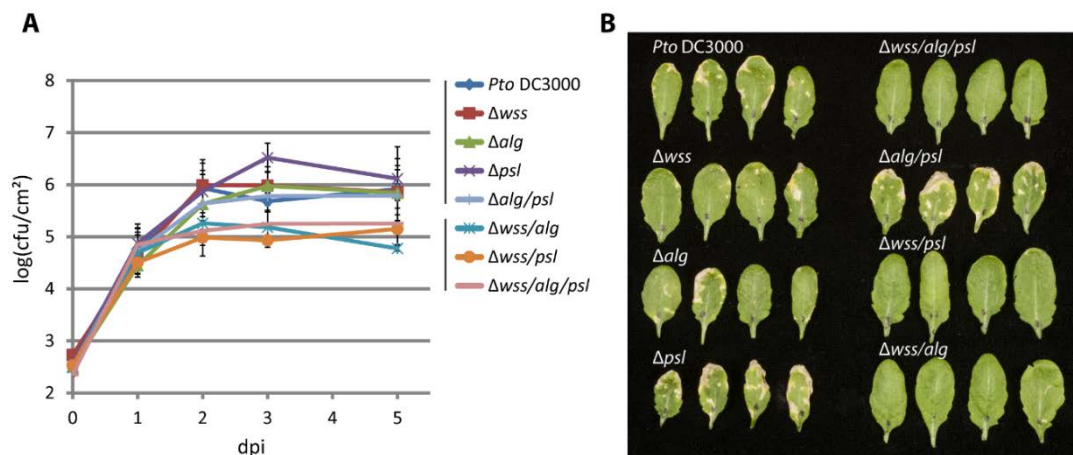 A
log(cfu/cm²)
8
7
6
5
4
3
2
0
1
2
3
4
5
dpi
Pto DC3000
Δwss
Δalg
Δpsl
Δalg/psl
Δwss/alg
Δwss/psl
Δwss/alg/psl
B
Pto DC3000
Δwss/alg/psl
Δwss
Δalg/psl
Δalg
Δwss/psl
Δpsl
Δwss/alg